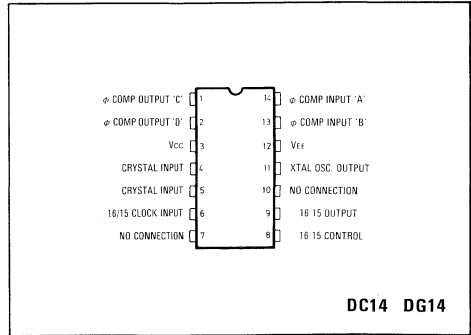 φ COMP OUTPUT 'C' 1 14 φ COMP INPUT 'A'
φ COMP OUTPUT 'D' 2 13 φ COMP INPUT 'B'
VCC 3 12 VEE
CRYSTAL INPUT 4 11 XTAL OSC. OUTPUT
CRYSTAL INPUT 5 10 NO CONNECTION
16/15 CLOCK INPUT 6 9 16 15 OUTPUT
NO CONNECTION 7 8 16 15 CONTROL
DC14 DG14